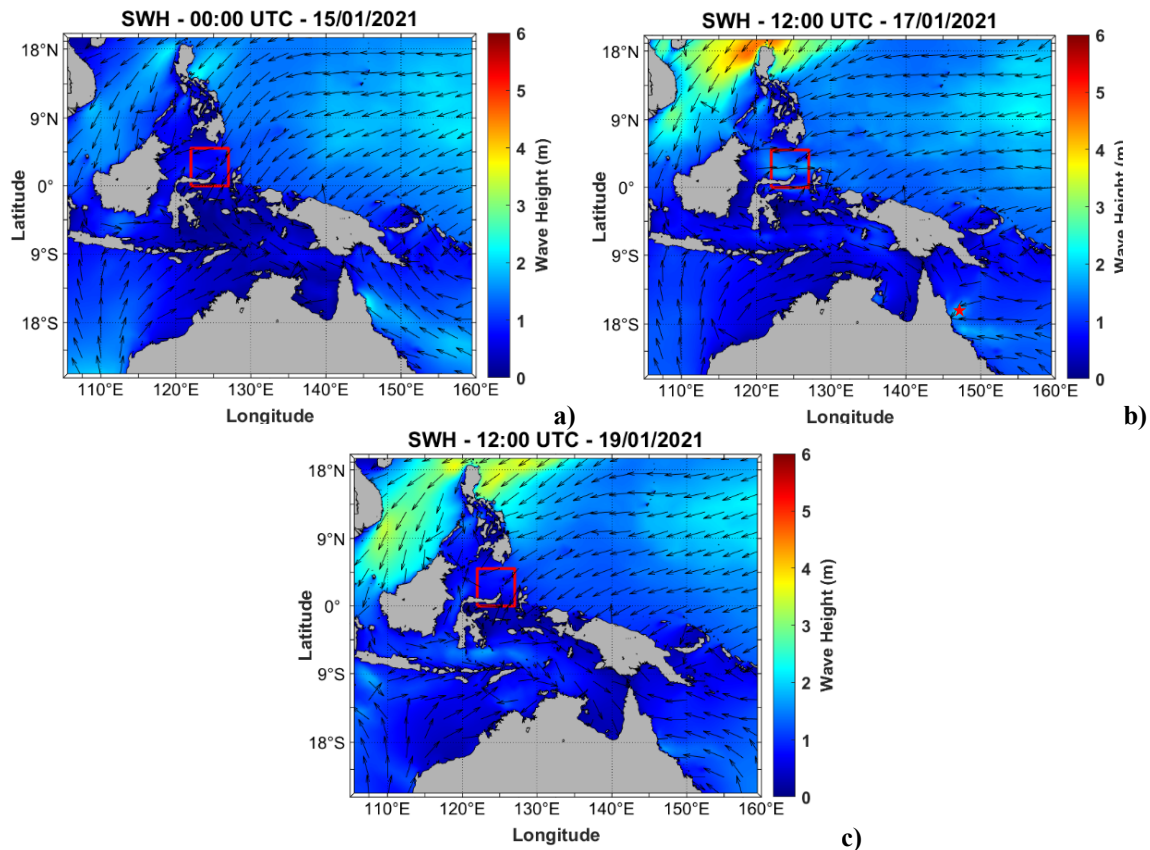 SWH - 00:00 UTC - 15/01/2021
18°N
9°N
0°
9°S
18°S
Latitude
110°E 120°E 130°E 140°E 150°E 160°E
Longitude
6
5
4
3
2
1
0
Wave Height (m)
a)
SWH - 12:00 UTC - 17/01/2021
18°N
9°N
0°
9°S
18°S
Latitude
110°E 120°E 130°E 140°E 150°E 160°E
Longitude
6
5
4
3
2
1
0
Wave Height (m)
b)
SWH - 12:00 UTC - 19/01/2021
18°N
9°N
0°
9°S
18°S
Latitude
110°E 120°E 130°E 140°E 150°E 160°E
Longitude
6
5
4
3
2
1
0
Wave Height (m)
c)